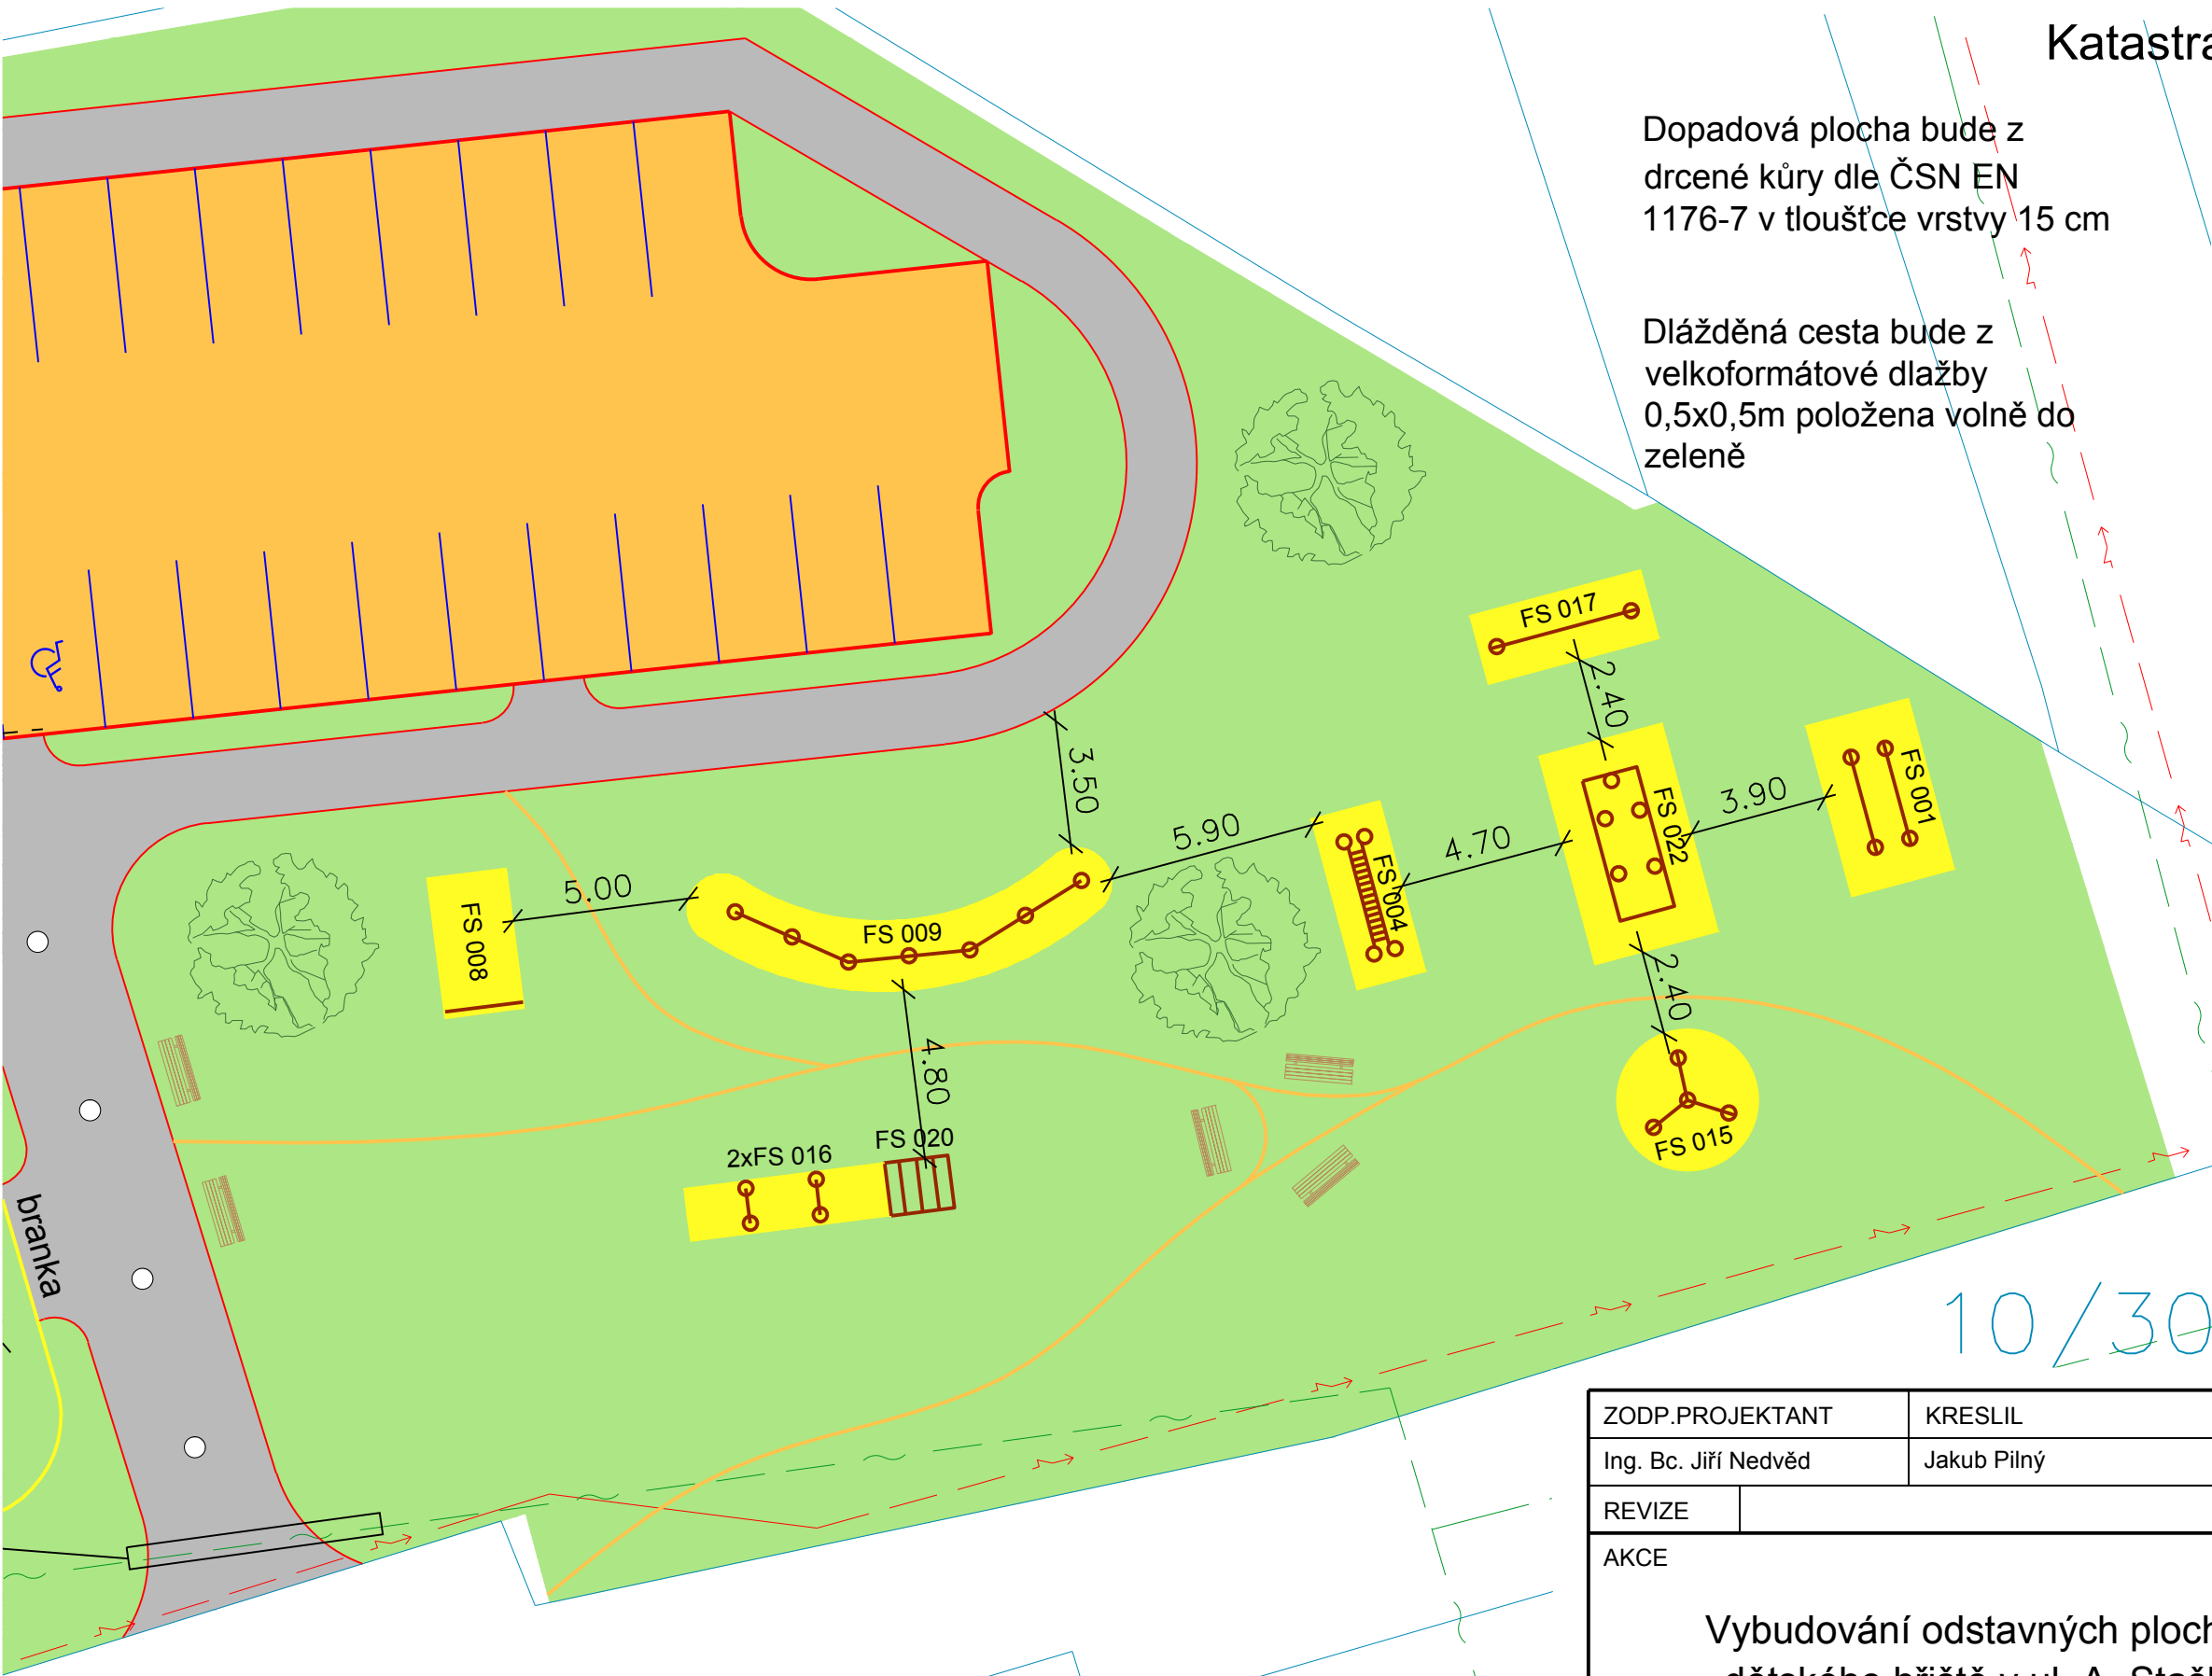 Dopadová plocha bude z
drcené kůry dle ČSN EN
1176-7 v tloušťce vrstvy 15 cm
Dlážděná cesta bude z
velkoformátové dlažby
0,5x0,5m položena volně do
zeleně
FS 017
2.40
FS 001
3.90
FS 022
3.50
5.90
4.70
FS 004
5.00
FS 009
FS 008
2.40
4.80
FS 015
2xFS 016
FS 020
branka
10/30
ZODP.PROJEKTANT
KRESLIL
Ing. Bc. Jiří Nedvěd
Jakub Pilný
REVIZE
AKCE
Vybudování odstavných ploch